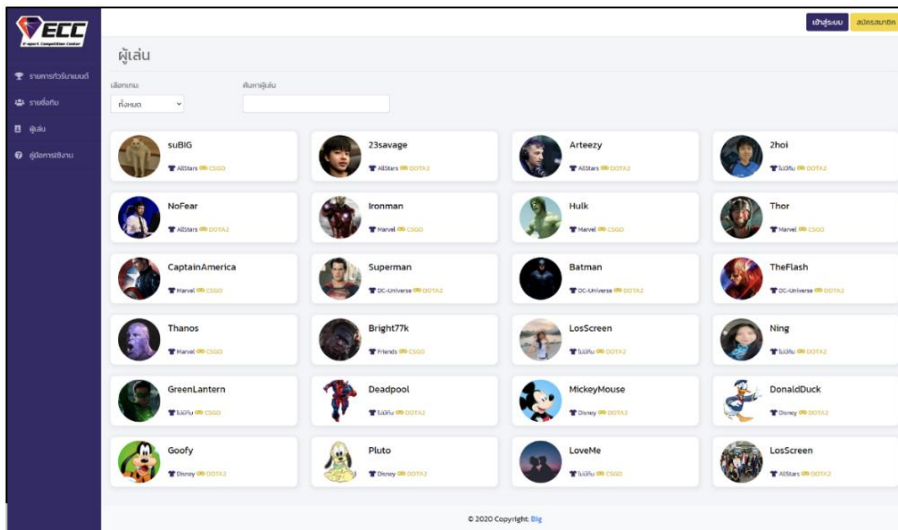 ECC
E-sport Competition Center
รายการทัวร์นาเมนต์
รายชื่อทีม
ผู้เล่น
คู่มือการใช้งาน
เข้าสู่ระบบ
สมัครสมาชิก
ผู้เล่น
เลือกเกม:
ค้นหาผู้เล่น
ทั้งหมด
suBIG
AllStars CSGO
23savage
AllStars DOTA2
Arteezy
AllStars DOTA2
2hoi
ไม่มีทีม DOTA2
NoFear
AllStars DOTA2
Ironman
Marvel CSGO
Hulk
Marvel CSGO
Thor
Marvel CSGO
CaptainAmerica
Marvel CSGO
Superman
DC-Universe DOTA2
Batman
DC-Universe DOTA2
TheFlash
DC-Universe DOTA2
Thanos
Marvel CSGO
Bright77k
Friends CSGO
LosScreen
ไม่มีทีม DOTA2
Ning
ไม่มีทีม DOTA2
GreenLantern
ไม่มีทีม CSGO
Deadpool
ไม่มีทีม DOTA2
MickeyMouse
Disney DOTA2
DonaldDuck
Disney DOTA2
Goofy
Disney DOTA2
Pluto
Disney DOTA2
LoveMe
ไม่มีทีม CSGO
LosScreen
AllStars DOTA2
© 2020 Copyright: Big